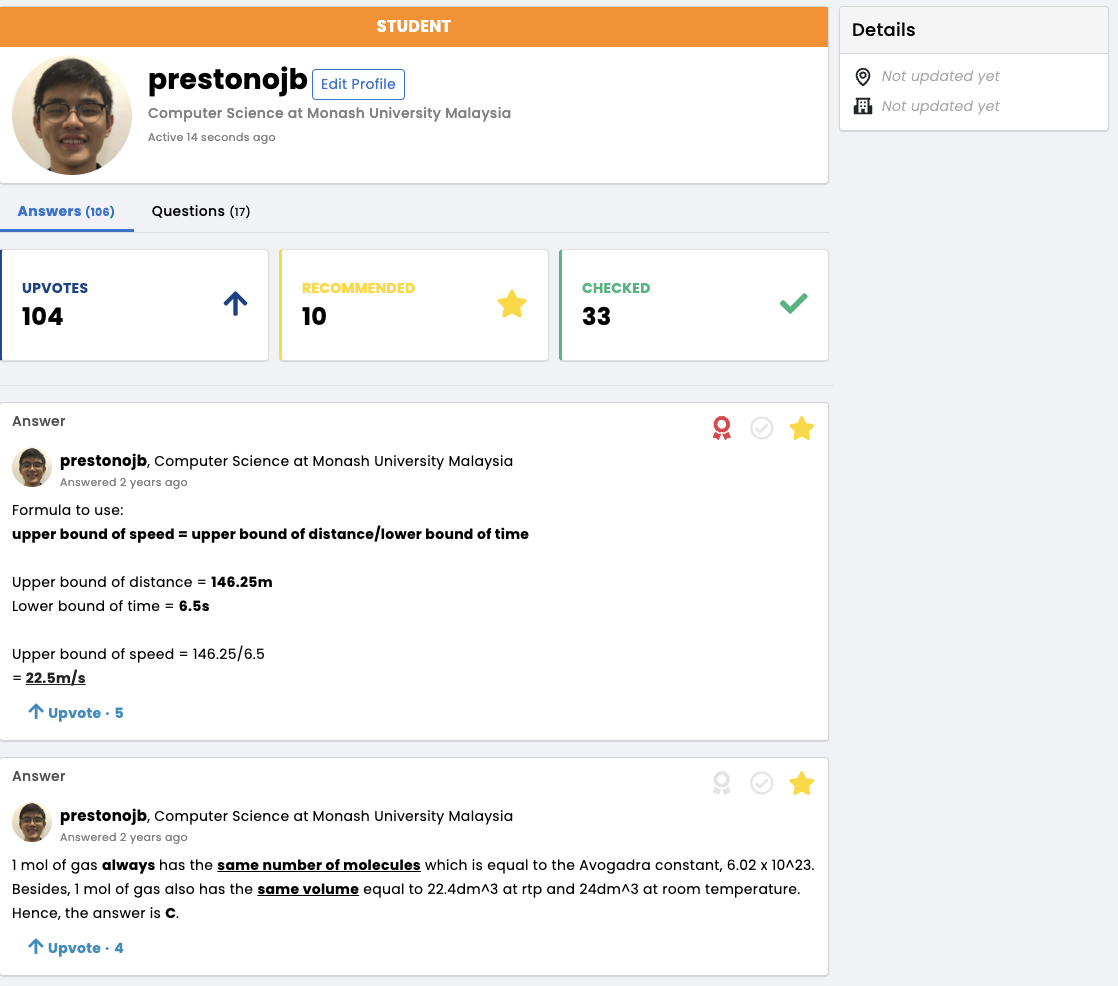 STUDENT
prestonojb Edit Profile
Computer Science at Monash University Malaysia
Active 14 seconds ago
Details
Not updated yet
Not updated yet
Answers (106) Questions (17)
UPVOTES
104
RECOMMENDED
10
CHECKED
33
Answer
prestonojb, Computer Science at Monash University Malaysia
Answered 2 years ago
Formula to use:
upper bound of speed = upper bound of distance/lower bound of time
Upper bound of distance = 146.25m
Lower bound of time = 6.5s
Upper bound of speed = 146.25/6.5
= 22.5m/s
Upvote · 5
Answer
prestonojb, Computer Science at Monash University Malaysia
Answered 2 years ago
1 mol of gas always has the same number of molecules which is equal to the Avogadra constant, 6.02 x 10^23.
Besides, 1 mol of gas also has the same volume equal to 22.4dm^3 at rtp and 24dm^3 at room temperature.
Hence, the answer is C.
Upvote · 4